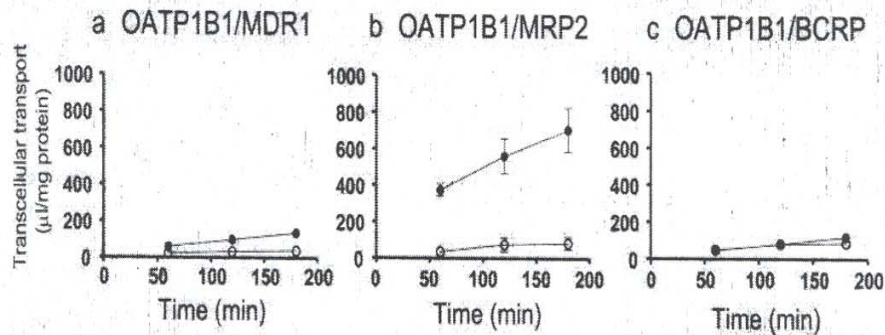 a OATP1B1/MDR1
b OATP1B1/MRP2
c OATP1B1/BCRP
Transcellular transport
(µl/mg protein)
1000
800
600
400
200
0
0 50 100 150 200
Time (min)
1000
800
600
400
200
0
0 50 100 150 200
Time (min)
1000
800
600
400
200
0
0 50 100 150 200
Time (min)